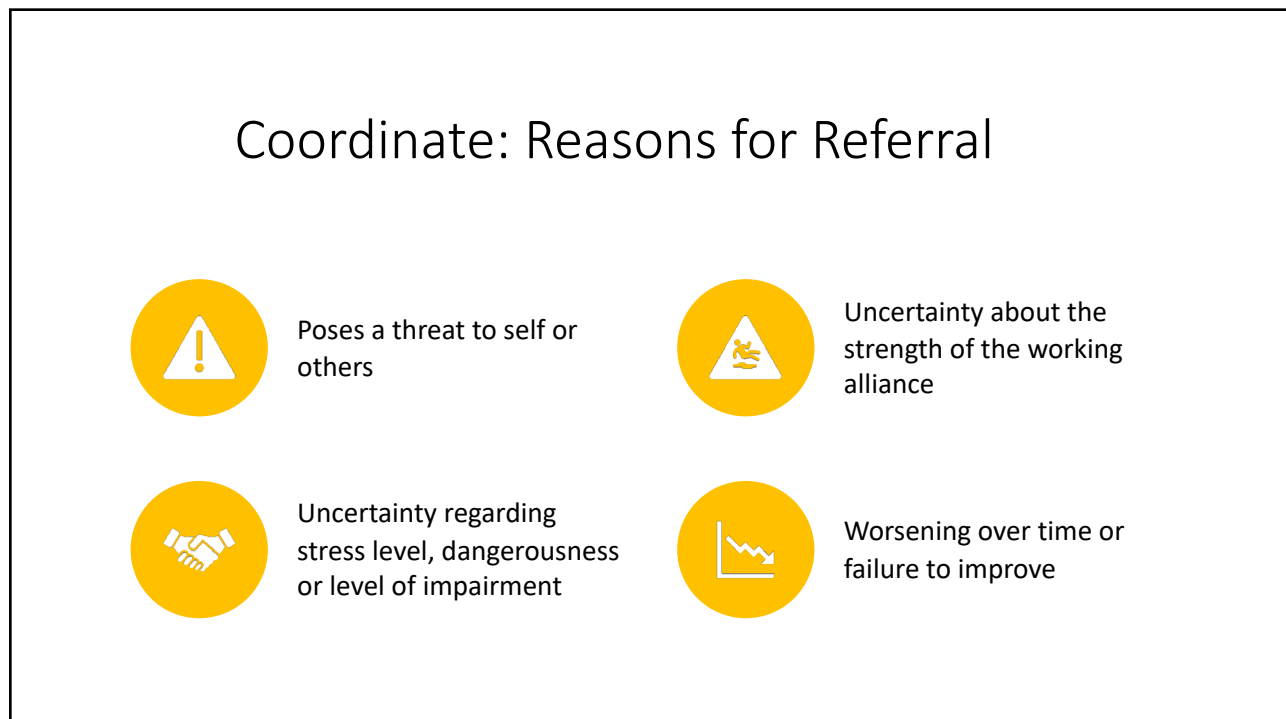 Coordinate: Reasons for Referral
Poses a threat to self or
others
Uncertainty about the
strength of the working
alliance
Uncertainty regarding
stress level, dangerousness
or level of impairment
Worsening over time or
failure to improve